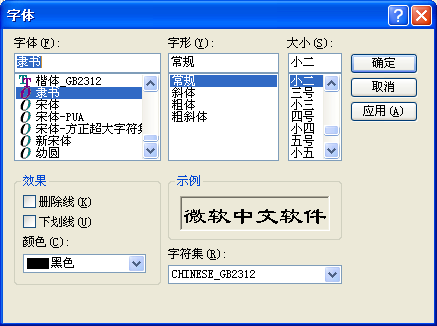 字体
字体(F):
字形(Y):
大小(S):
隶书
常规
小二
确定
取消
应用(A)
楷体_GB2312
隶书
宋体
宋体-PUA
宋体-方正超大字符集
新宋体
幼圆
常规
斜体
粗体
粗斜体
小二
三号
小三
四号
小四
五号
小五
效果
删除线(K)
下划线(U)
颜色(C):
黑色
示例
微软中文软件
字符集(R):
CHINESE_GB2312